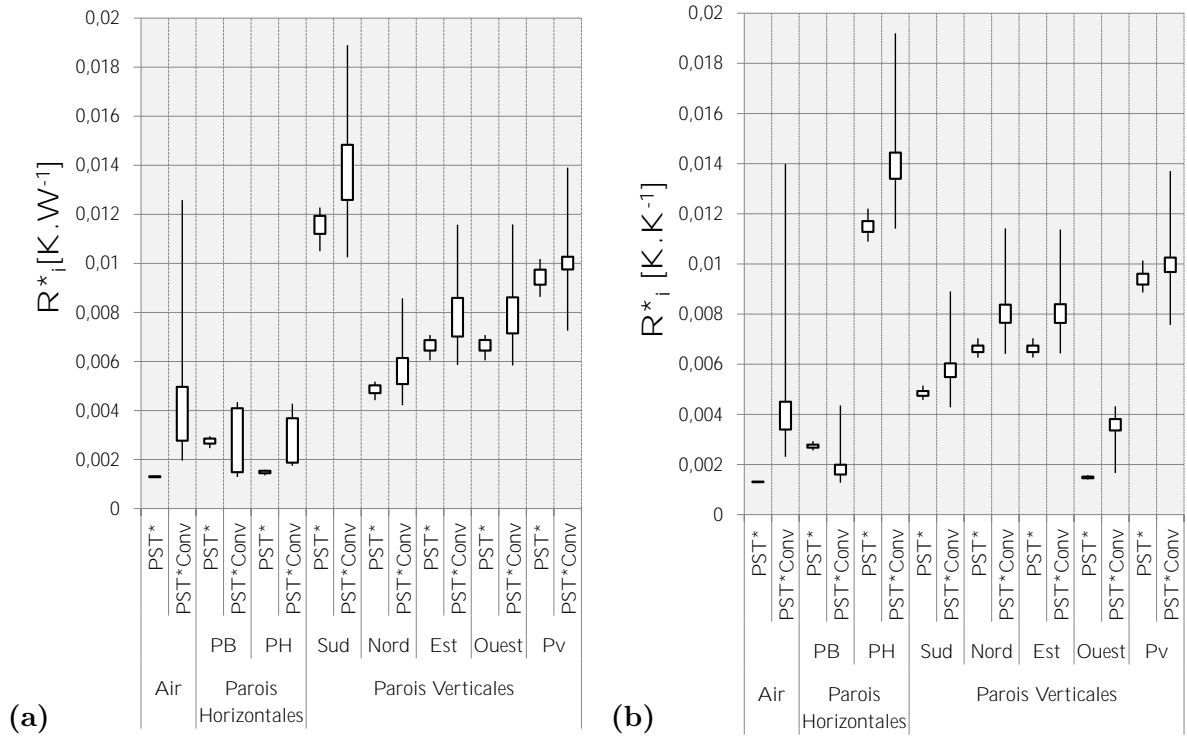 R*i[K.W-1]
0,02
0,018
0,016
0,014
0,012
0,01
0,008
0,006
0,004
0,002
0
PST*
PST*Conv
PST*
PST*Conv
PST*
PST*Conv
PST*
PST*Conv
PST*
PST*Conv
PST*
PST*Conv
PST*
PST*Conv
PST*
PST*Conv
PB PH Sud Nord Est Ouest Pv
Air Parois Horizontales Parois Verticales
(a)
R*i [K.K-1]
0,02
0,018
0,016
0,014
0,012
0,01
0,008
0,006
0,004
0,002
0
PST*
PST*Conv
PST*
PST*Conv
PST*
PST*Conv
PST*
PST*Conv
PST*
PST*Conv
PST*
PST*Conv
PST*
PST*Conv
PST*
PST*Conv
PB PH Sud Nord Est Ouest Pv
Air Parois Horizontales Parois Verticales
(b)